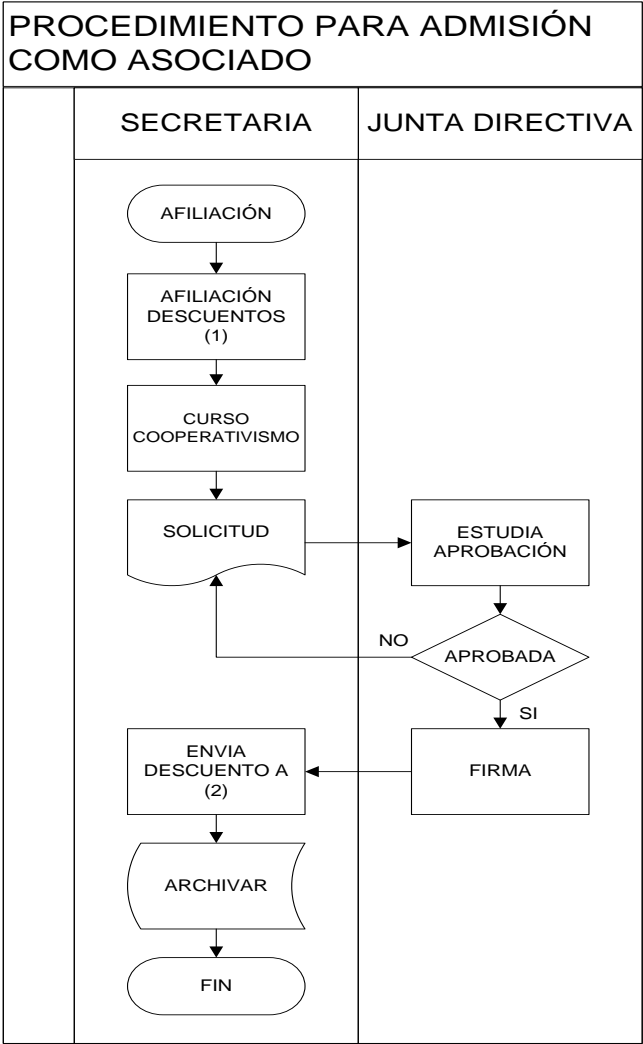 PROCEDIMIENTO PARA ADMISIÓN
COMO ASOCIADO
SECRETARIA
JUNTA DIRECTIVA
AFILIACIÓN
AFILIACIÓN
DESCUENTOS
(1)
CURSO
COOPERATIVISMO
SOLICITUD
ESTUDIA
APROBACIÓN
NO
APROBADA
SI
ENVIA
DESCUENTO A
(2)
FIRMA
ARCHIVAR
FIN